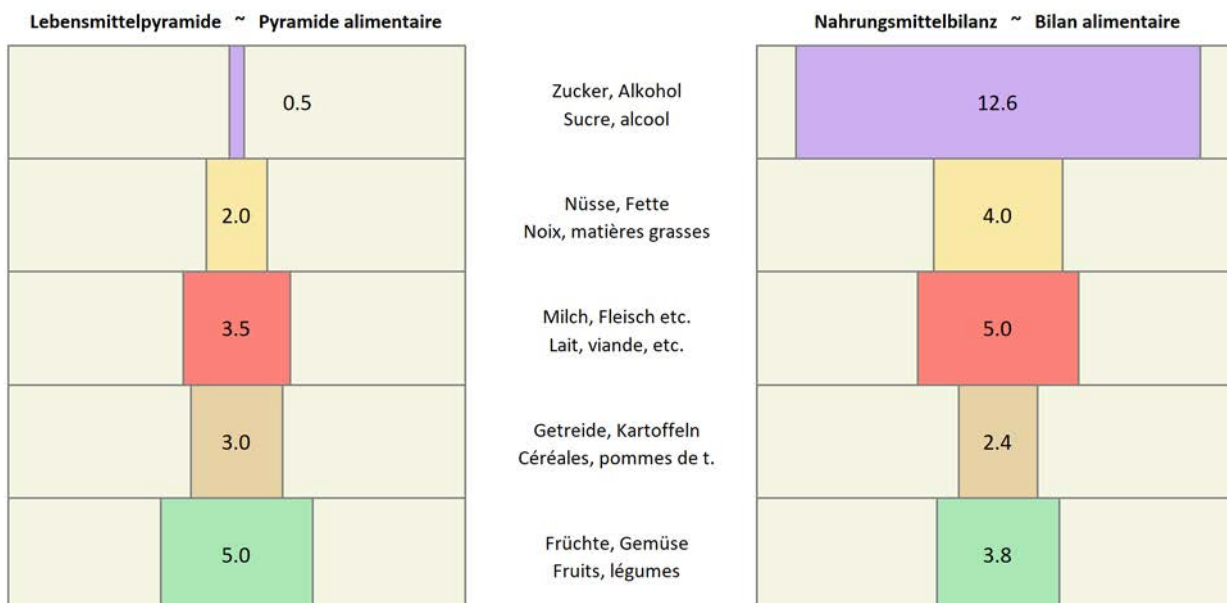 Lebensmittelpyramide ~ Pyramide alimentaire
Nahrungsmittelbilanz ~ Bilan alimentaire
0.5
Zucker, Alkohol
Sucre, alcool
12.6
2.0
Nüsse, Fette
Noix, matières grasses
4.0
3.5
Milch, Fleisch etc.
Lait, viande, etc.
5.0
3.0
Getreide, Kartoffeln
Céréales, pommes de t.
2.4
5.0
Früchte, Gemüse
Fruits, légumes
3.8